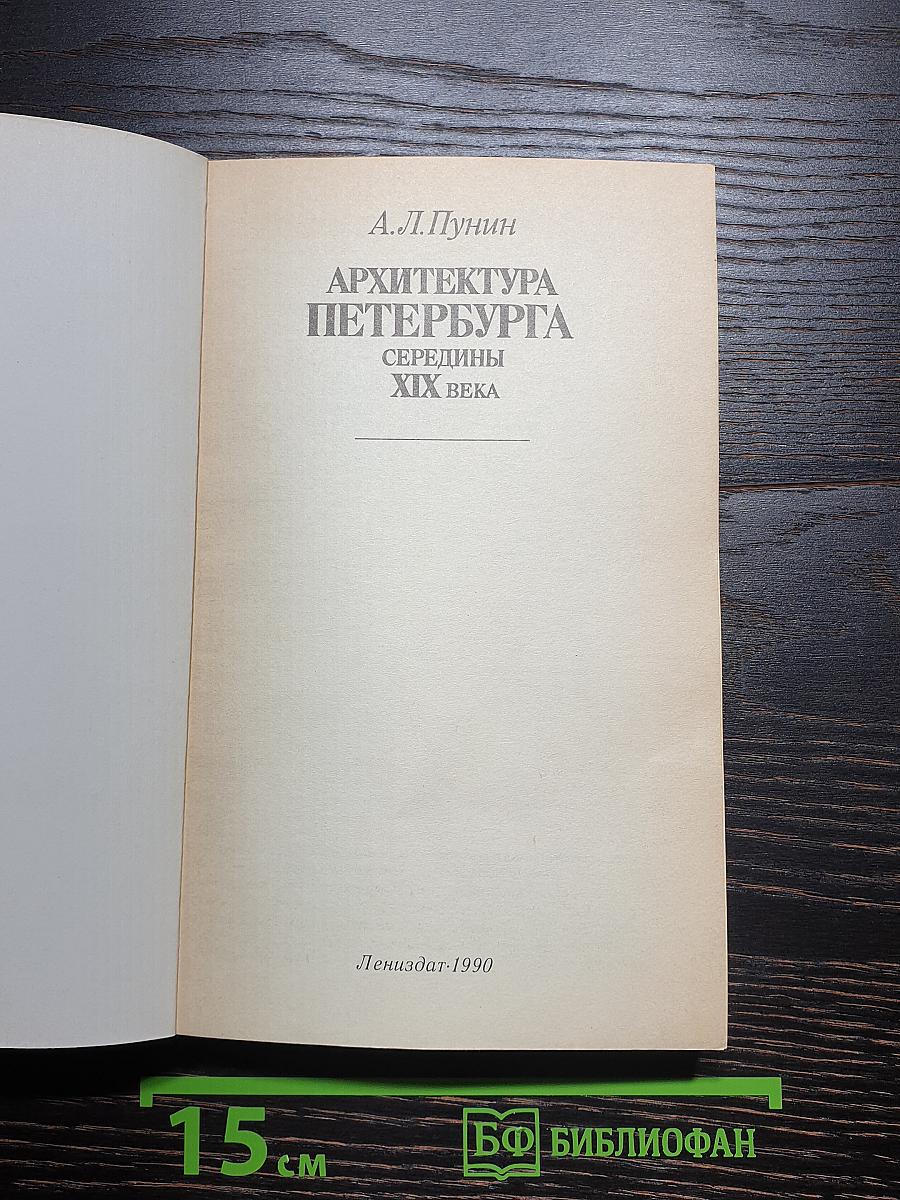 А. Л. Пунин
АРХИТЕКТУРА
ПЕТЕРБУРГА
СЕРЕДИНЫ
XIX ВЕКА
Лениздат·1990
15 см
БФ БИБЛИОФАН